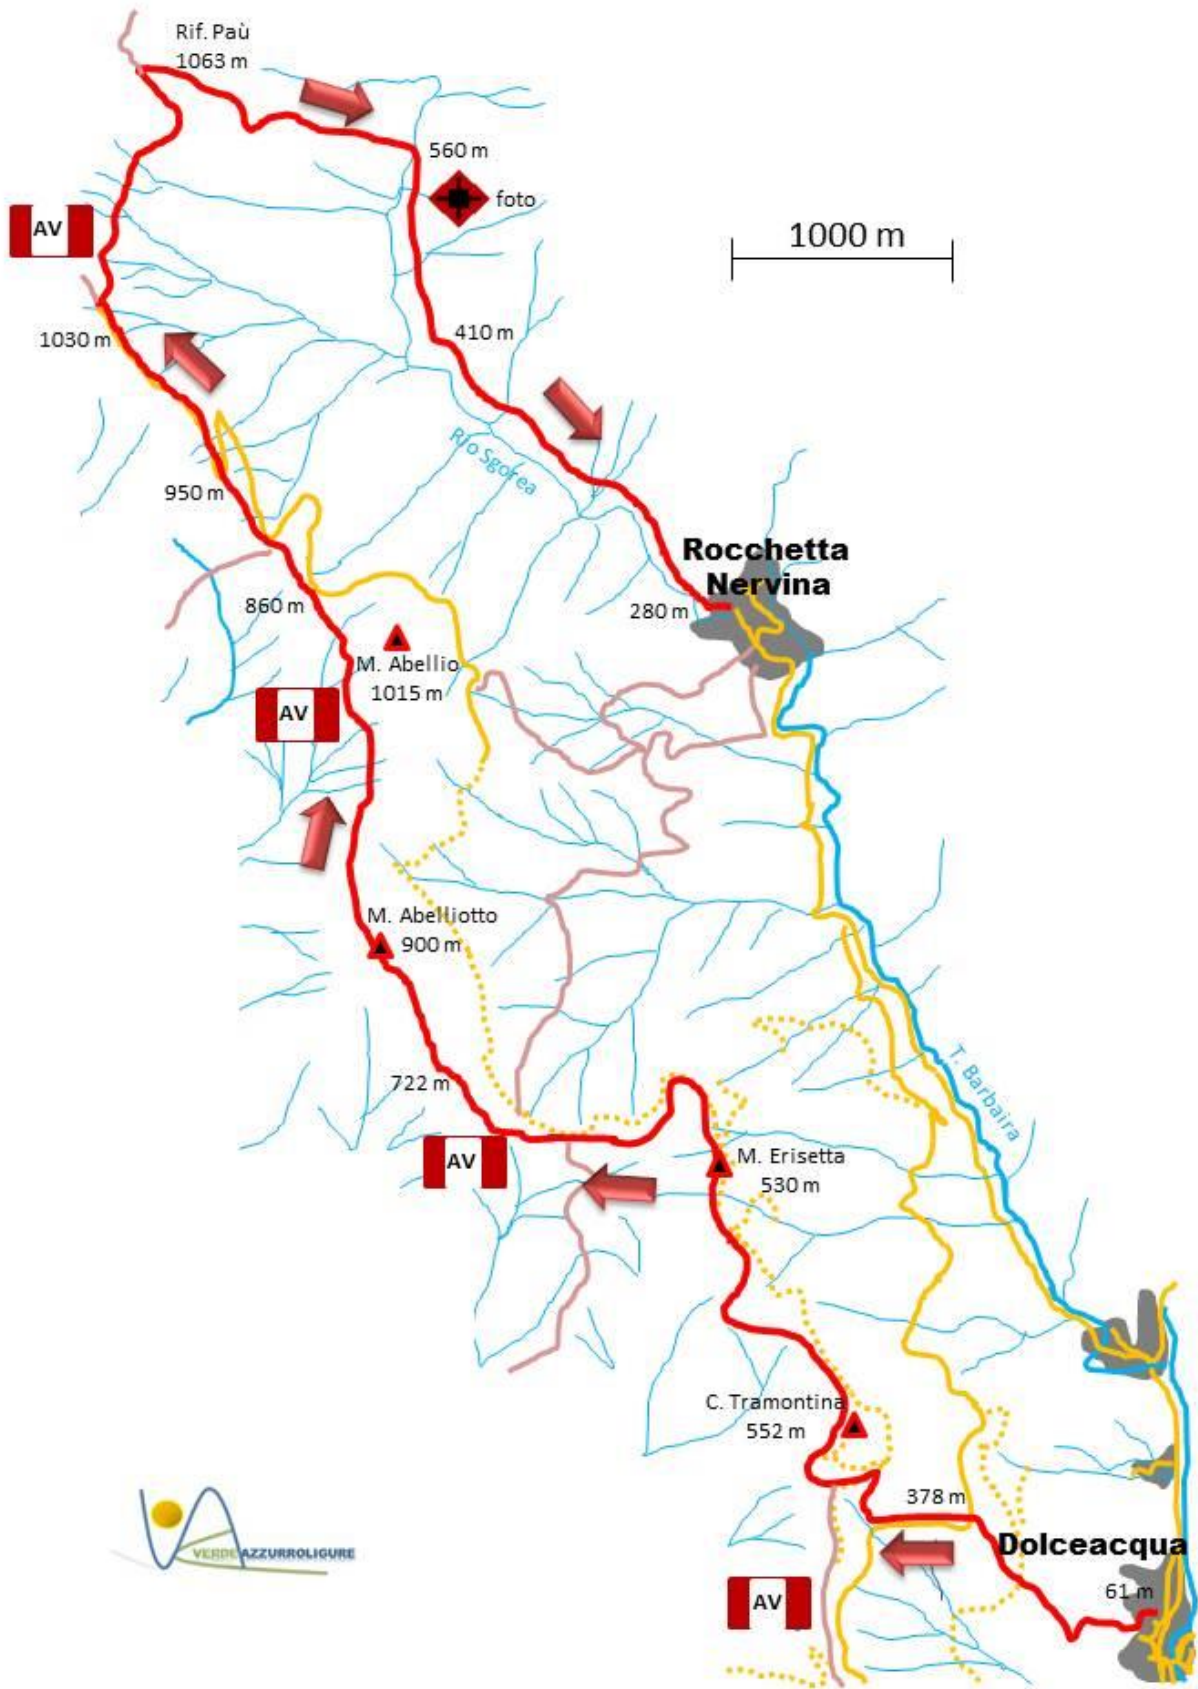 Rif. Paù
1063 m
560 m
foto
AV
1000 m
410 m
1030 m
Rio Sgorea
950 m
Rocchetta
Nervina
860 m
280 m
M. Abellio
1015 m
AV
M. Abelliotto
900 m
T. Barbaira
722 m
AV
M. Erisetta
530 m
C. Tramontina
552 m
378 m
Dolceacqua
VERDEAZZURROLIGURE
61 m
AV